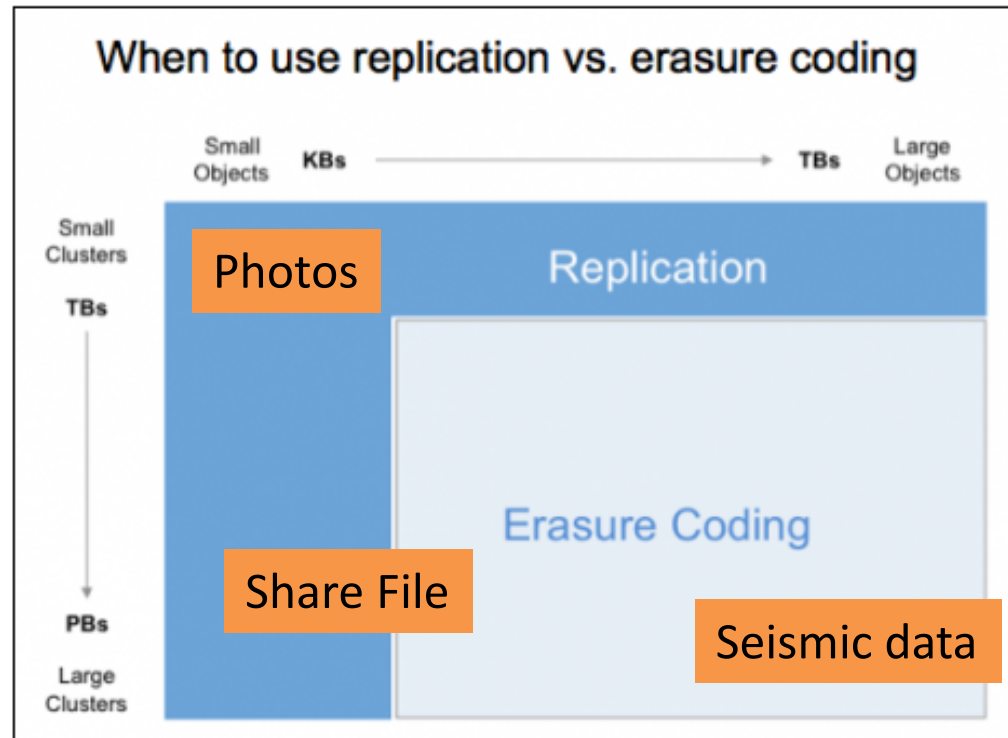 When to use replication vs. erasure coding
Small
Objects
KBs
TBs
Large
Objects
Small
Clusters
TBs
Photos
Replication
Erasure Coding
Share File
PBs
Seismic data
Large
Clusters